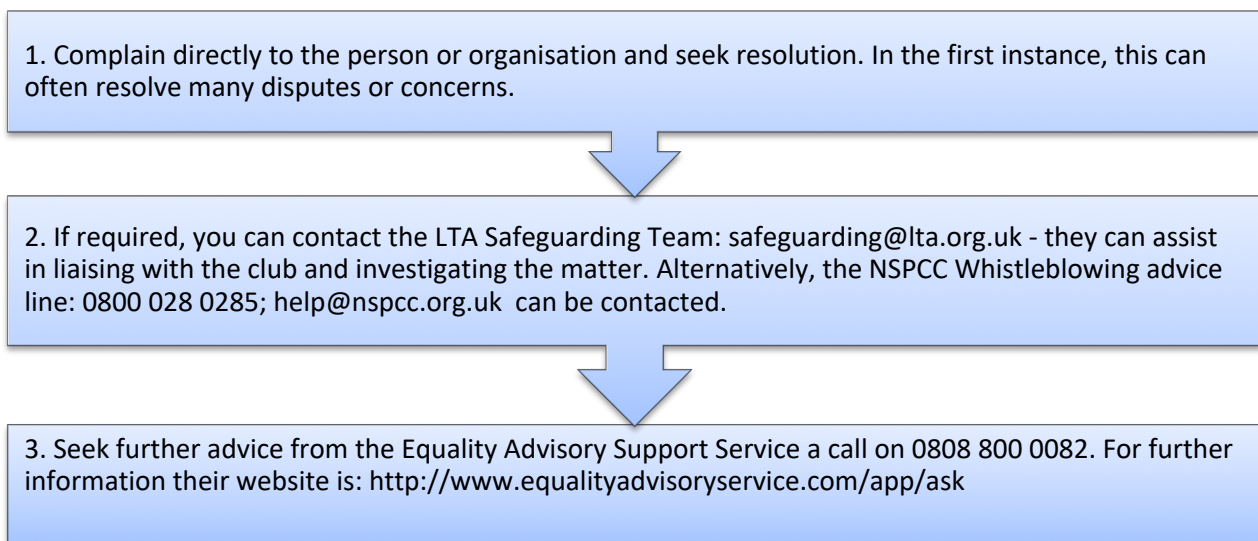 1. Complain directly to the person or organisation and seek resolution. In the first instance, this can
often resolve many disputes or concerns.
2. If required, you can contact the LTA Safeguarding Team: safeguarding@lta.org.uk - they can assist
in liaising with the club and investigating the matter. Alternatively, the NSPCC Whistleblowing advice
line: 0800 028 0285; help@nspcc.org.uk  can be contacted.
3. Seek further advice from the Equality Advisory Support Service a call on 0808 800 0082. For further
information their website is: http://www.equalityadvisoryservice.com/app/ask